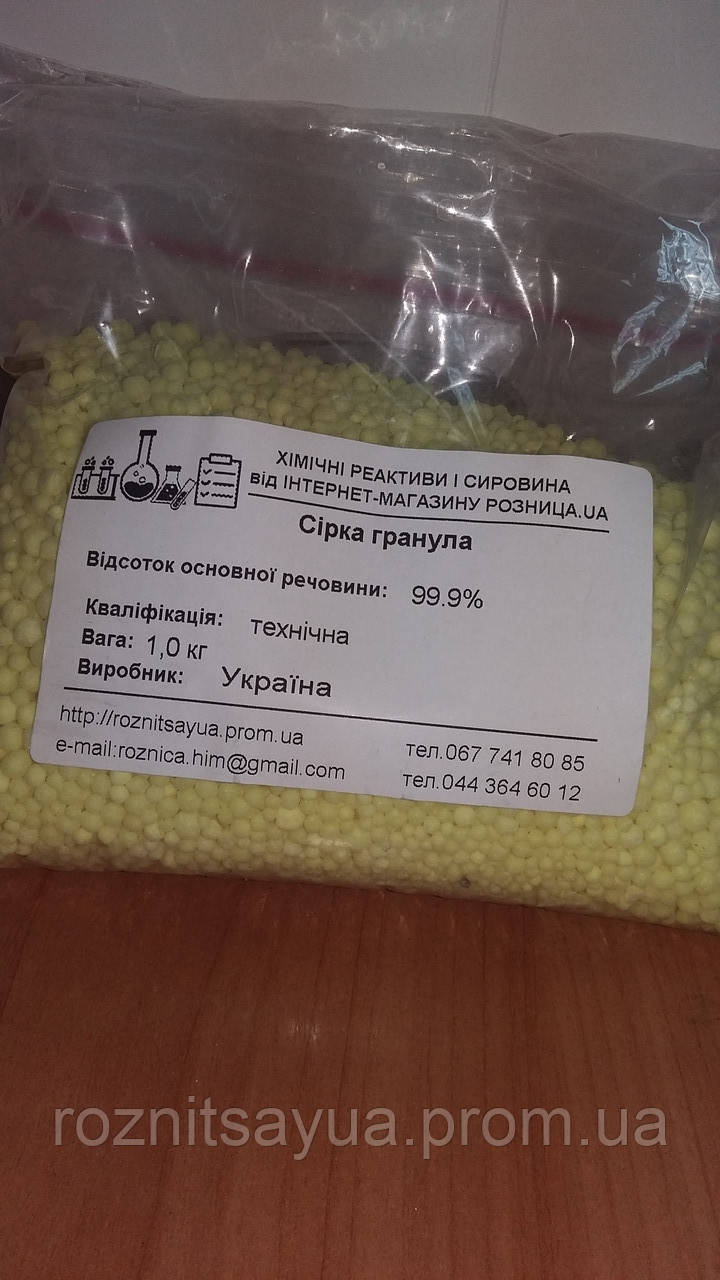 ХІМІЧНІ РЕАКТИВИ І СИРОВИНА
від ІНТЕРНЕТ-МАГАЗИНУ РОЗНИЦА.UA
Сірка гранула
Відсоток основної речовини: 99.9%
Кваліфікація: технічна
Вага: 1,0 кг
Виробник: Україна
http://roznitsayua.prom.ua
e-mail:roznica.him@gmail.com
тел.067 741 80 85
тел.044 364 60 12
roznitsayua.prom.ua